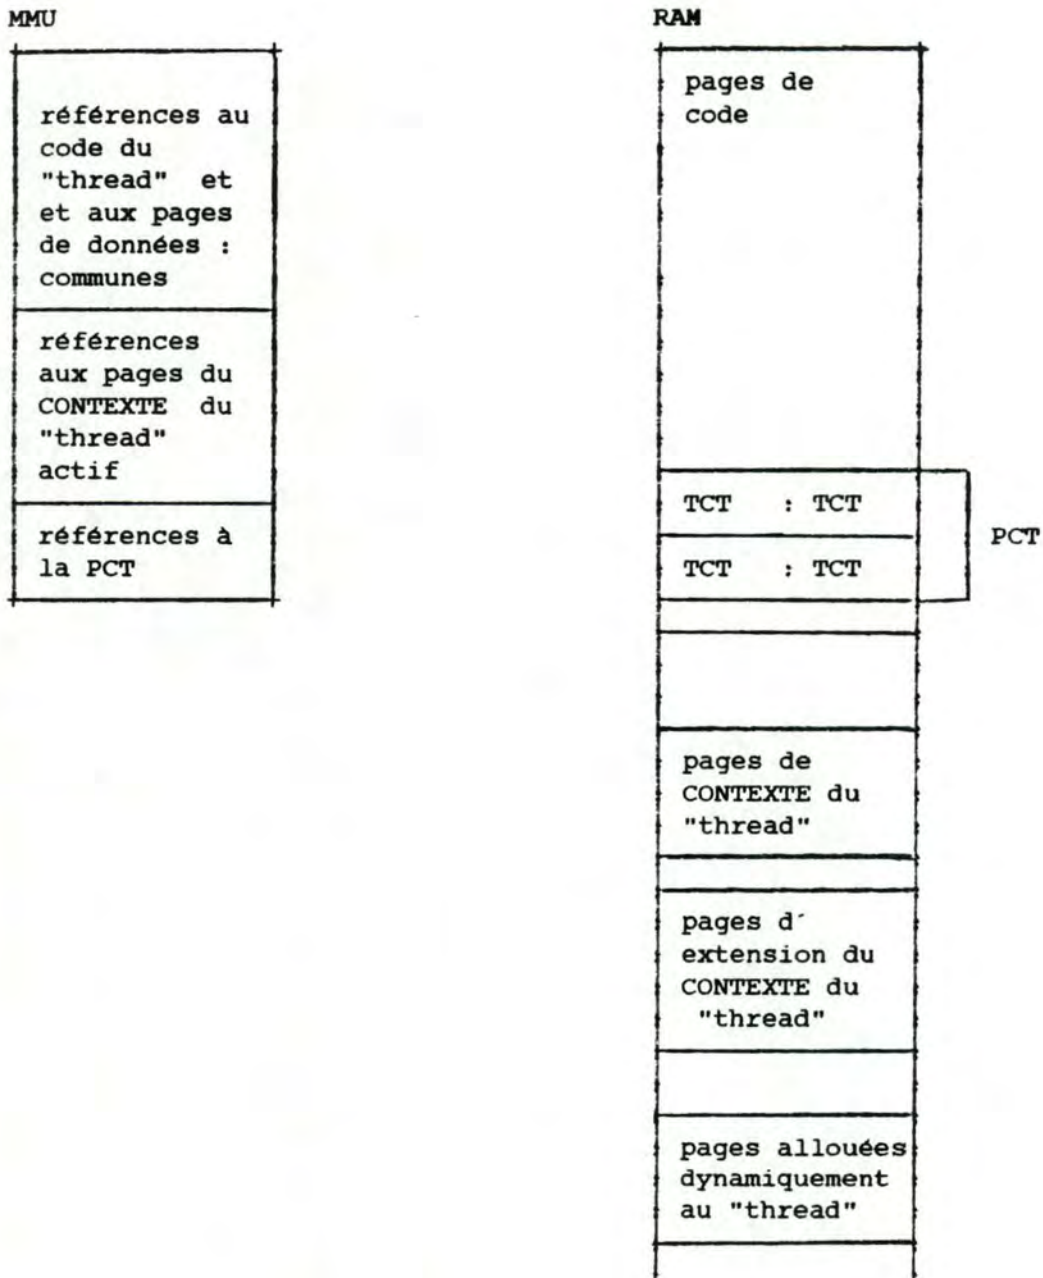 MMU
références au
code du
"thread" et
et aux pages
de données :
communes
références
aux pages du
CONTEXTE du
"thread"
actif
références à
la PCT
RAM
pages de
code
TCT : TCT
TCT : TCT
PCT
pages de
CONTEXTE du
"thread"
pages d´
extension du
CONTEXTE du
"thread"
pages allouées
dynamiquement
au "thread"